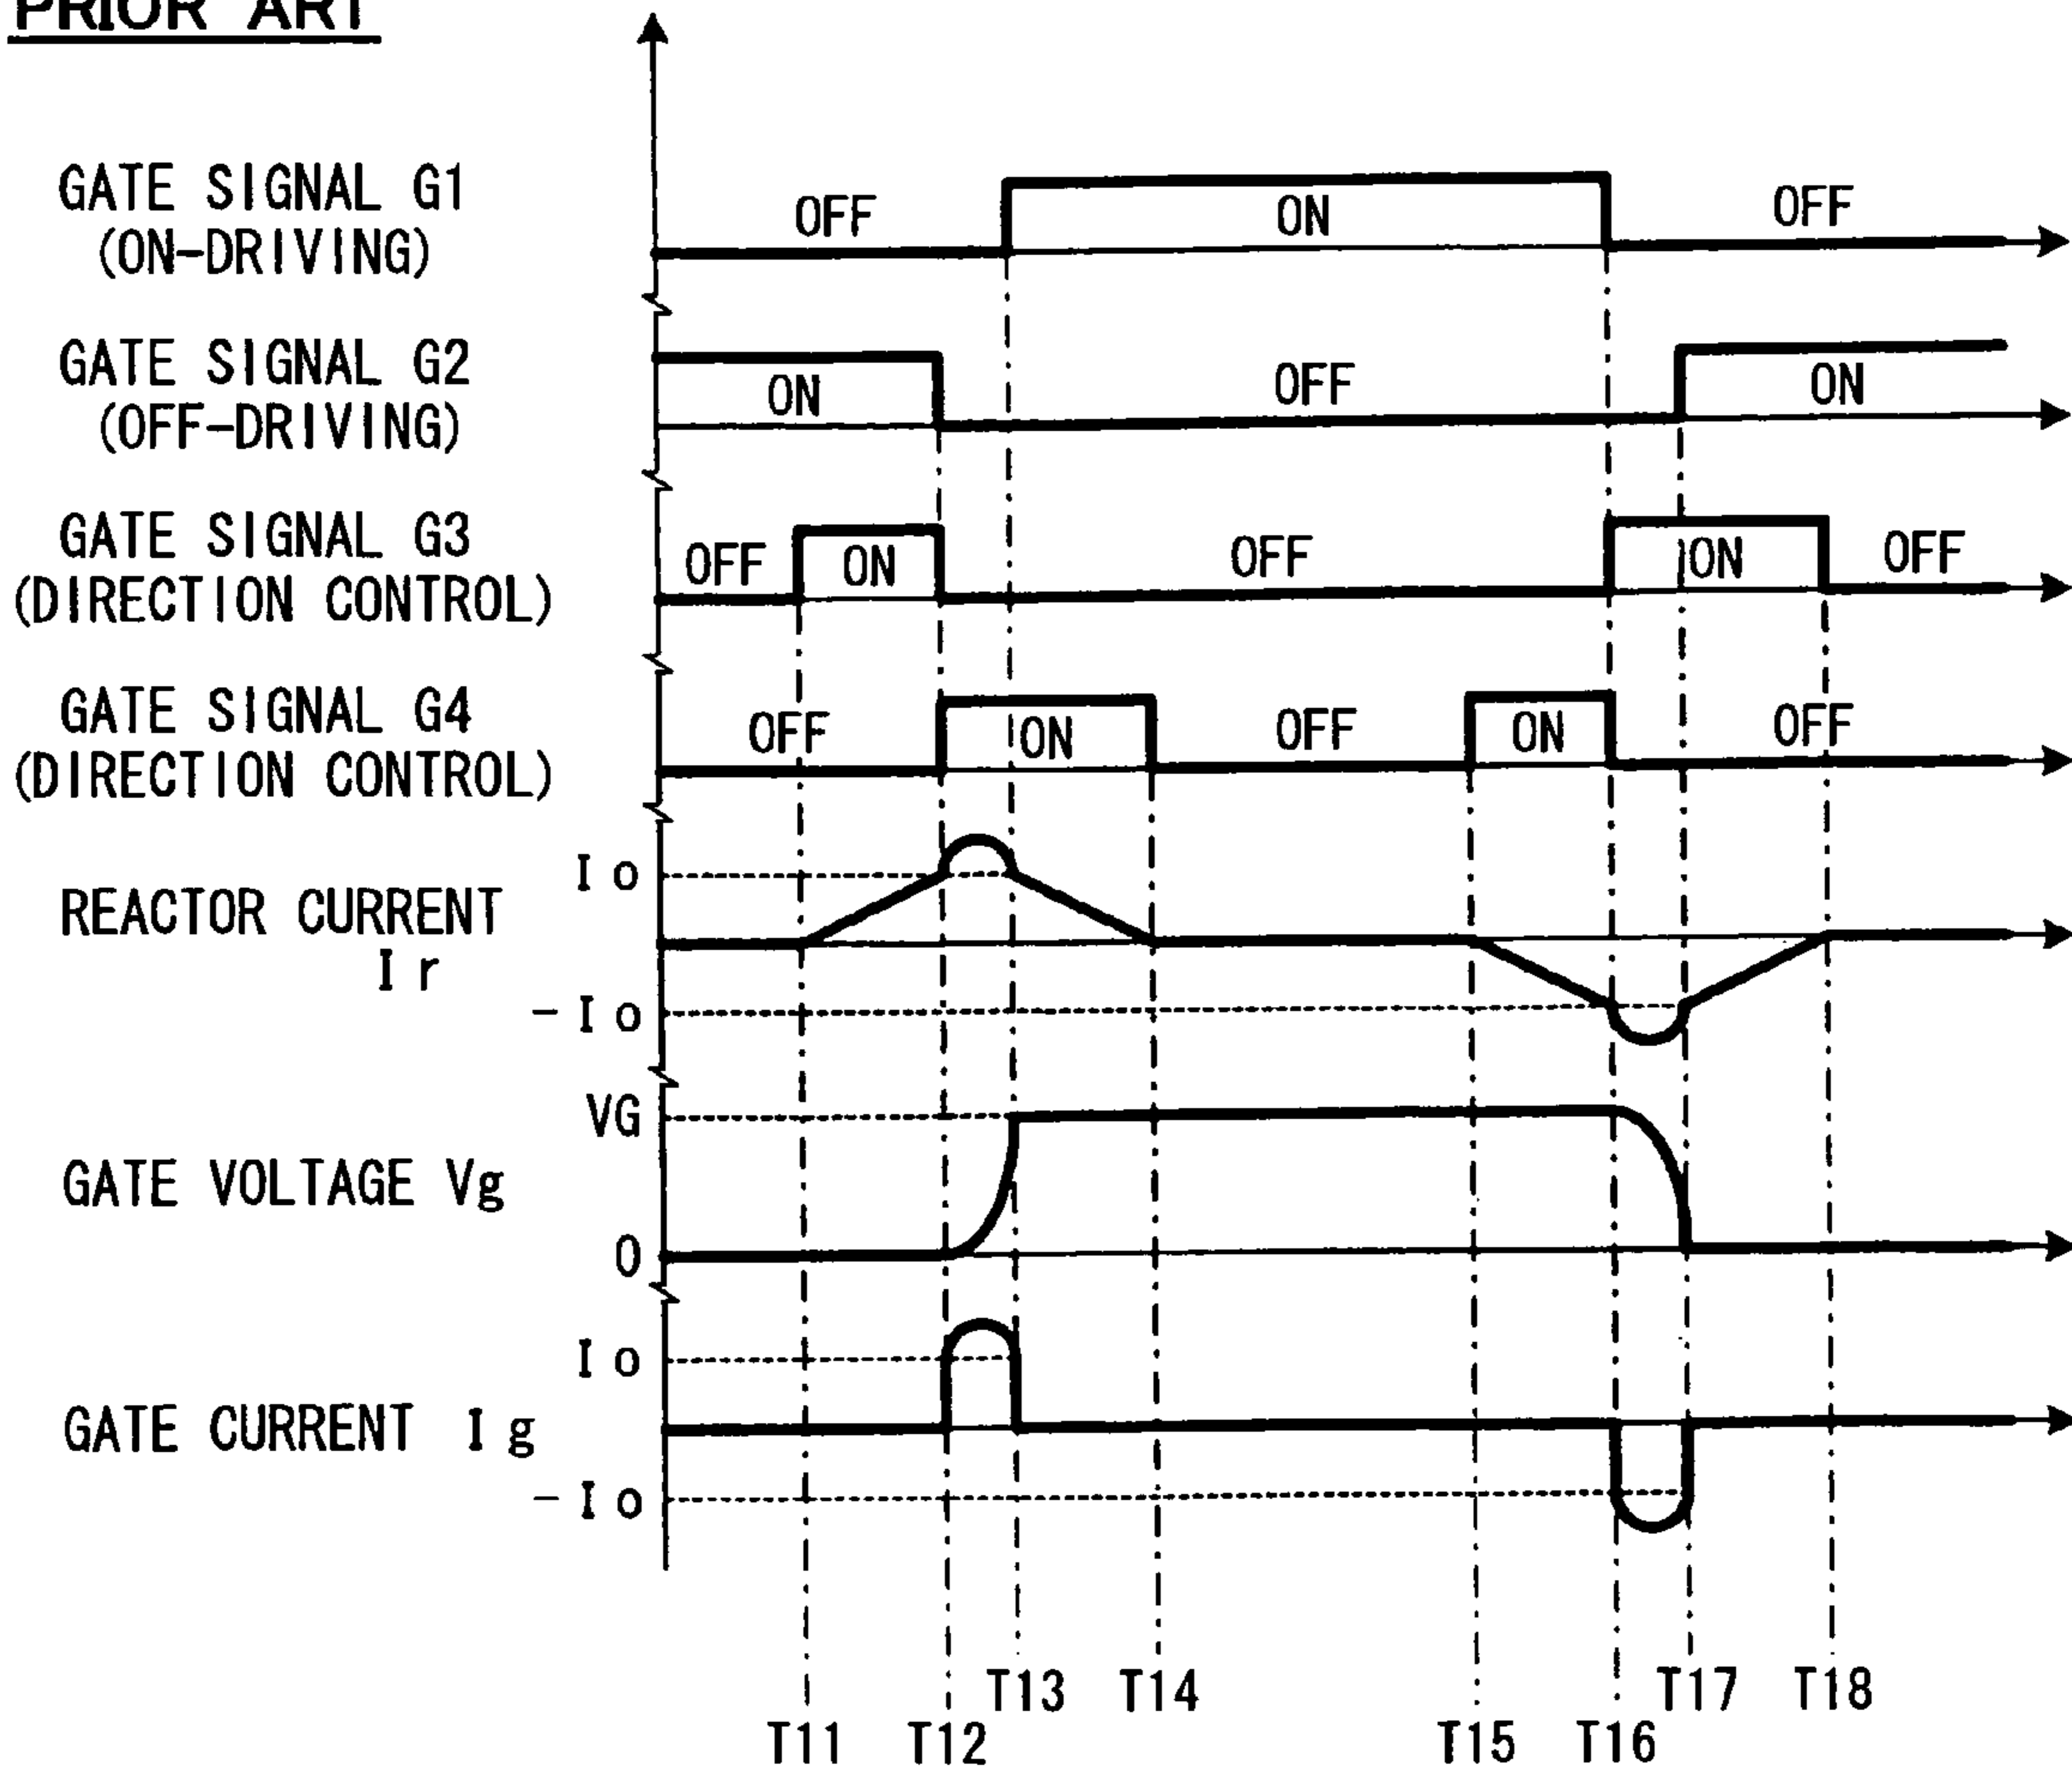 PRIOR ART
GATE SIGNAL G1
(ON-DRIVING)
OFF
ON
OFF
GATE SIGNAL G2
(OFF-DRIVING)
ON
OFF
ON
GATE SIGNAL G3
(DIRECTION CONTROL)
OFF
ON
OFF
ON
OFF
GATE SIGNAL G4
(DIRECTION CONTROL)
OFF
ON
OFF
ON
OFF
Io
REACTOR CURRENT
Ir
-Io
VG
GATE VOLTAGE Vg
0
Io
GATE CURRENT Ig
-Io
T13 T14 T17 T18
T11 T12 T15 T16